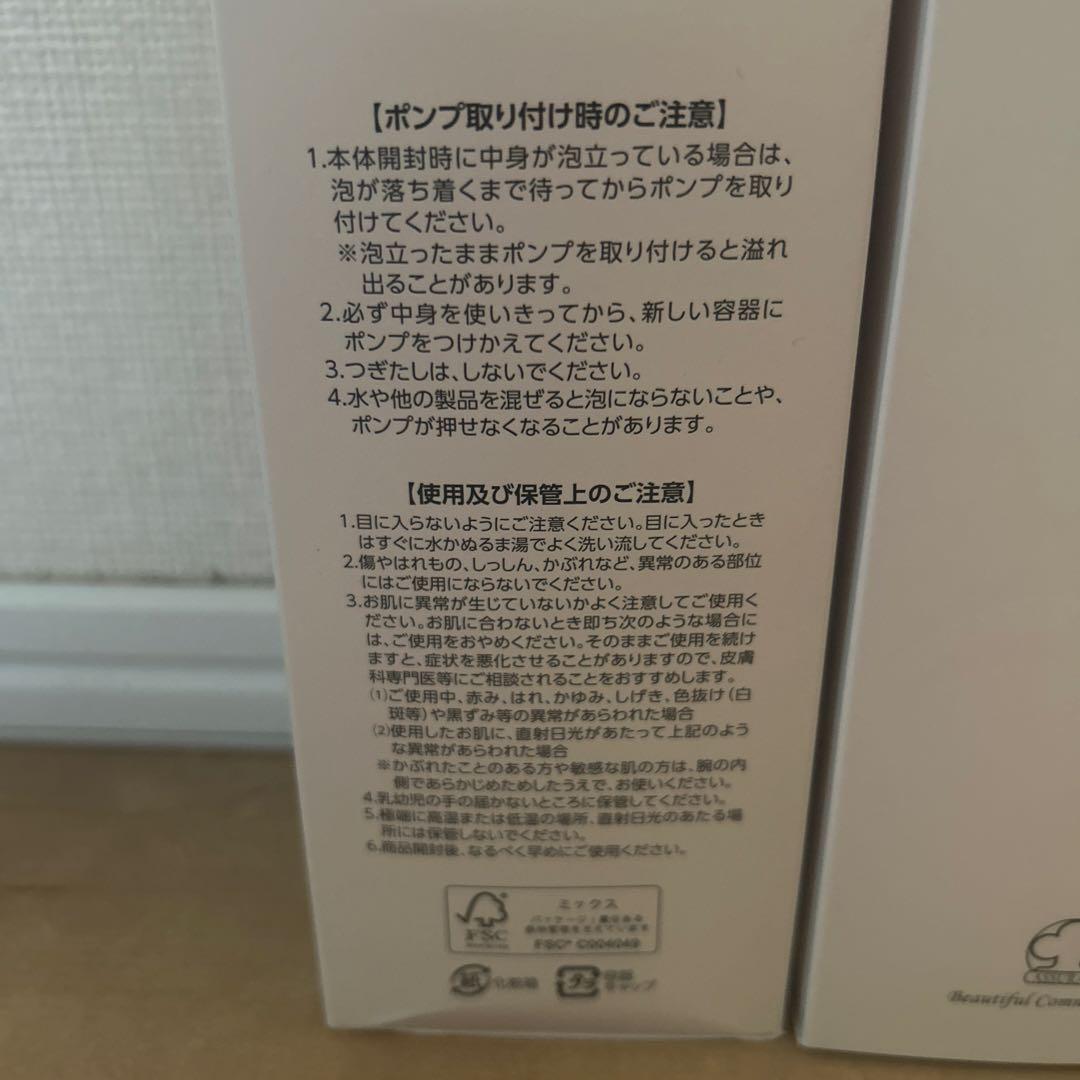 【ポンプ取り付け時のご注意】
1.本体開封時に中身が泡立っている場合は、
泡が落ち着くまで待ってからポンプを取り
付けてください。
※泡立ったままポンプを取り付けると溢れ
出ることがあります。
2.必ず中身を使いきってから、新しい容器に
ポンプをつけかえてください。
3.つぎたしは、しないでください。
4.水や他の製品を混ぜると泡にならないことや、
ポンプが押せなくなることがあります。
【使用及び保管上のご注意】
1.目に入らないようにご注意ください。目に入ったとき
はすぐに水かぬるま湯でよく洗い流してください。
2.傷やはれもの、しっしん、かぶれなど、異常のある部位
にはご使用にならないでください。
3.お肌に異常が生じていないかよく注意してご使用く
ださい。お肌に合わないとき即ち次のような場合に
は、ご使用をおやめください。そのままご使用を続け
ますと、症状を悪化させることがありますので、皮膚
科専門医等にご相談されることをおすすめします。
(1)ご使用中、赤み、はれ、かゆみ、しげき、色抜け(白
斑等)や黒ずみ等の異常があらわれた場合
(2)使用したお肌に、直射日光があたって上記のよう
な異常があらわれた場合
※かぶれたことのある方や敏感な肌の方は、腕の内
側であらかじめためしたうえで、お使いください。
4.乳幼児の手の届かないところに保管してください。
5.極端に高温または低温の場所、直射日光のあたる場
所には保管しないでください。
6.商品開封後、なるべく早めにご使用ください。
ミックス
FSC
FSC® C004049
紙 化粧箱
プラ
キャップ
Beautiful